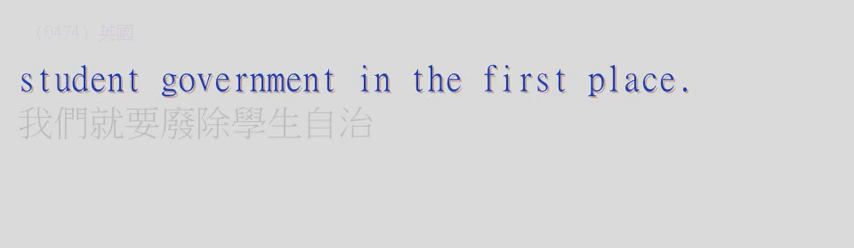 （0474）英國
student government in the first place.
我們就要廢除學生自治